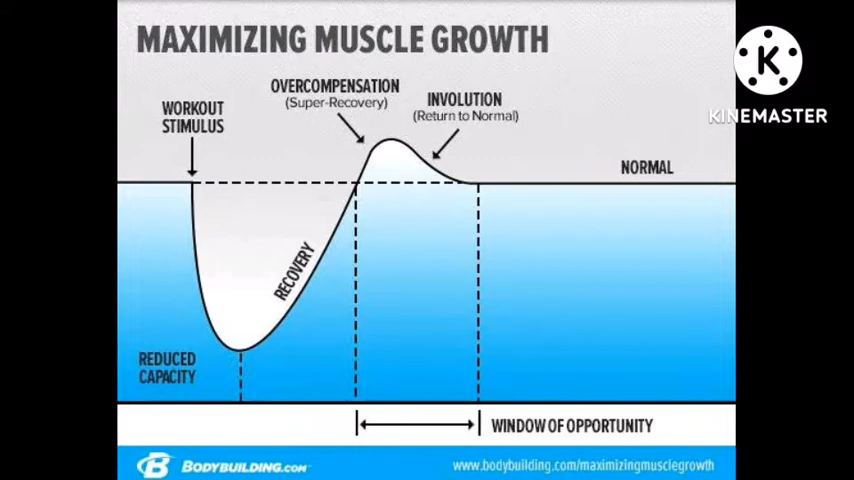 MAXIMIZING MUSCLE GROWTH
KINEMASTER
OVERCOMPENSATION
(Super-Recovery)
INVOLUTION
(Return to Normal)
WORKOUT
STIMULUS
NORMAL
RECOVERY
REDUCED
CAPACITY
WINDOW OF OPPORTUNITY
B BODYBUILDING.COM
www.bodybuilding.com/maximizingmusclegrowth